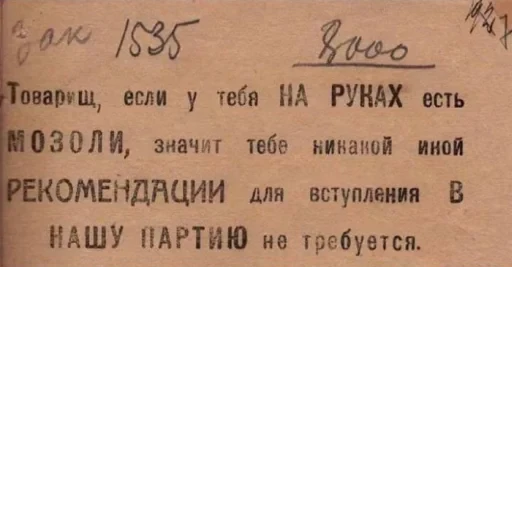 зак 1535 3000
Товарищ, если у тебя НА РУКАХ есть
МОЗОЛИ, значит тебе никакой иной
РЕКОМЕНДАЦИИ для вступления В
НАШУ ПАРТИЮ не требуется.